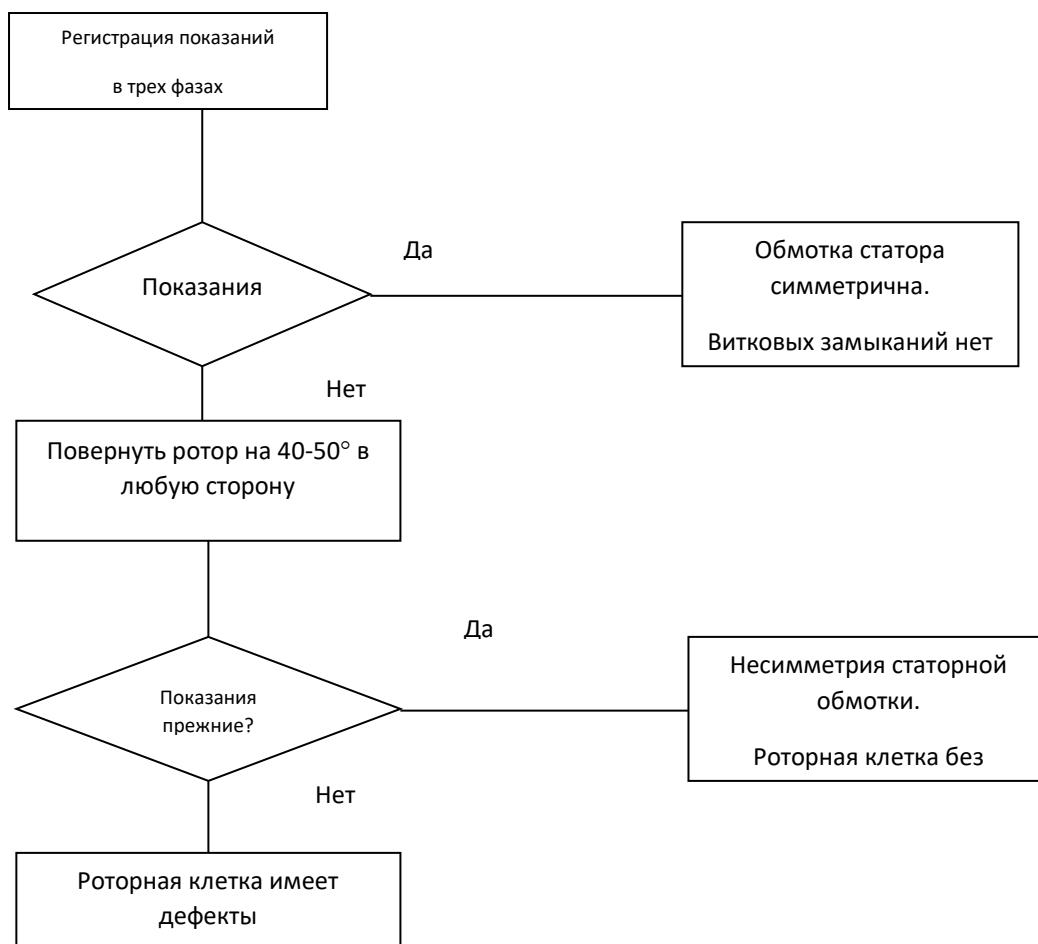 Регистрация показаний
в трех фазах
Да
Показания
Обмотка статора
симметрична.
Витковых замыканий нет
Нет
Повернуть ротор на 40-50° в
любую сторону
Да
Показания
прежние?
Несимметрия статорной
обмотки.
Роторная клетка без
Нет
Роторная клетка имеет
дефекты